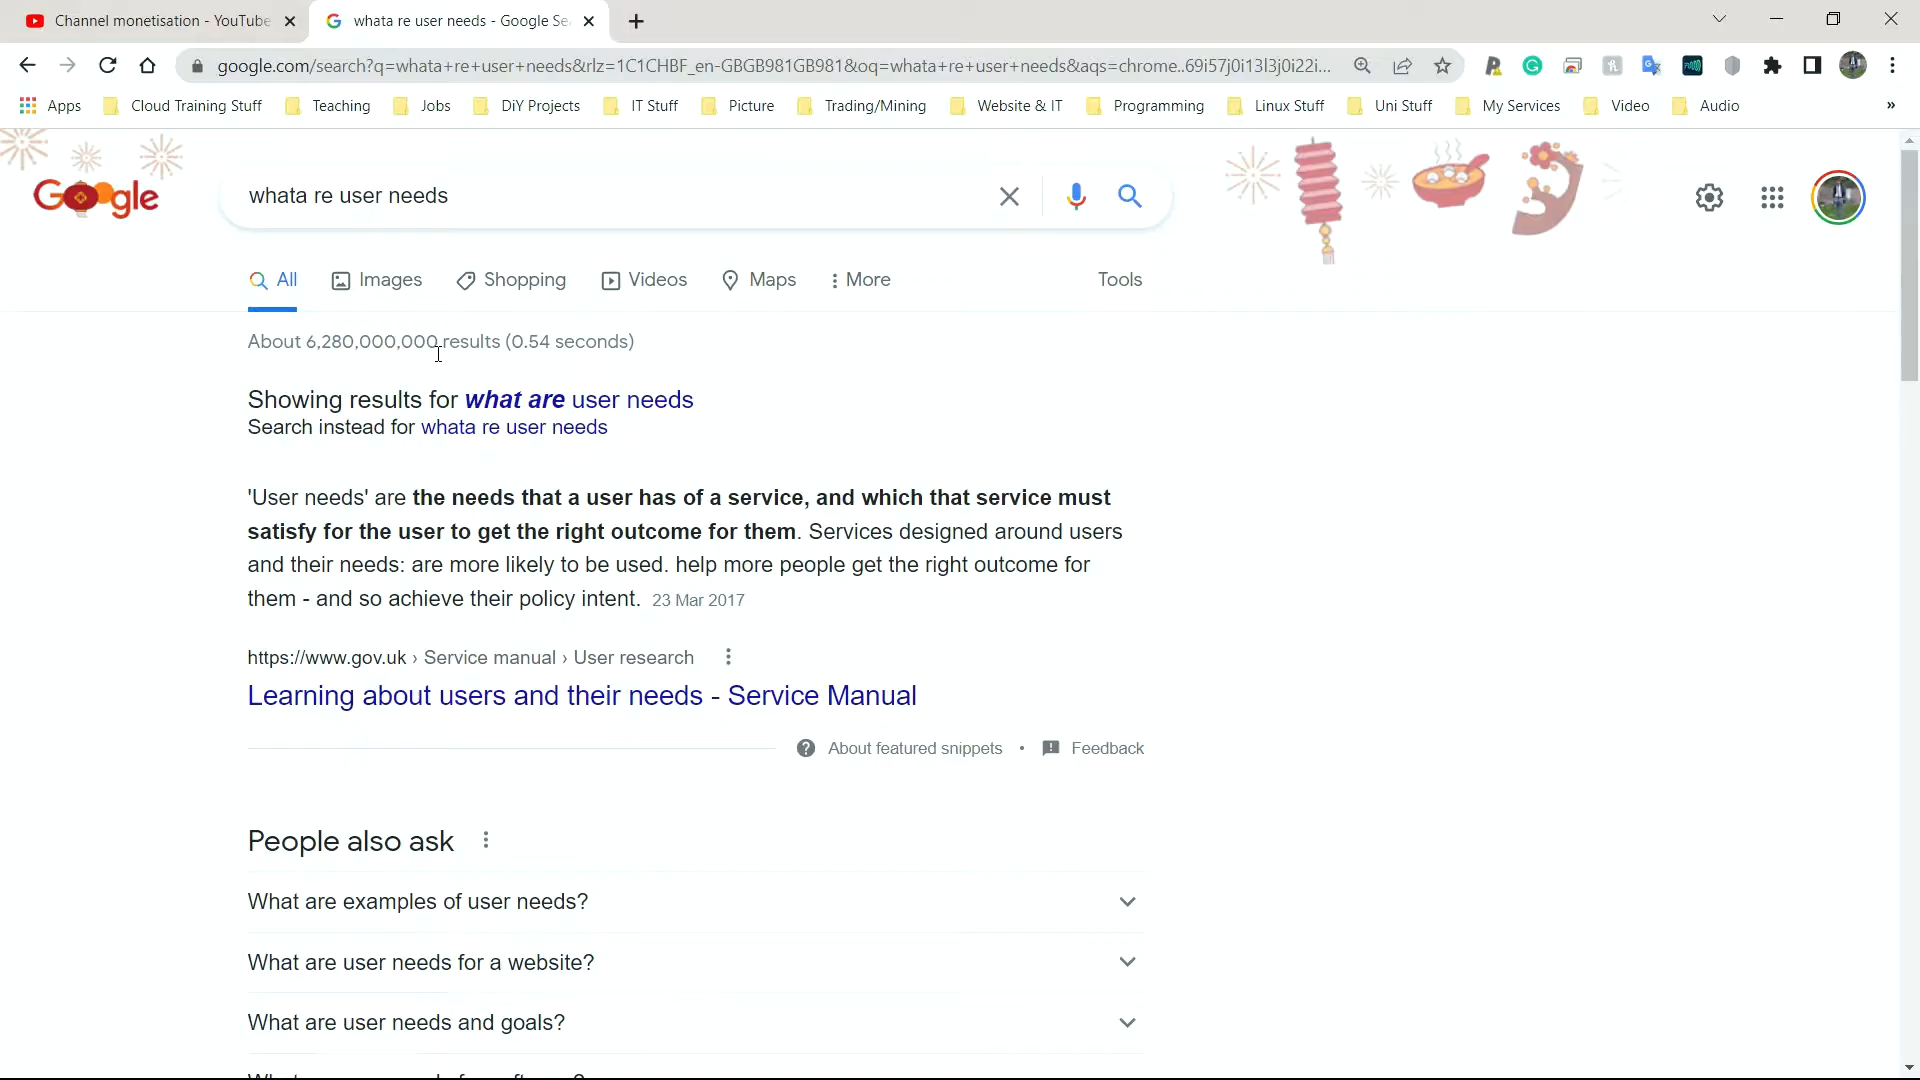 Channel monetisation - YouTube
whata re user needs - Google Se
google.com/search?q=whata+re+user+needs&rlz=1C1CHBF_en-GBGB981GB981&oq=whata+re+user+needs&aqs=chrome..69i57j0i13l3j0i22i...
Apps Cloud Training Stuff Teaching Jobs DiY Projects IT Stuff Picture Trading/Mining Website & IT Programming Linux Stuff Uni Stuff My Services Video Audio »
Google
whata re user needs
All Images Shopping Videos Maps More Tools
About 6,280,000,000 results (0.54 seconds)
Showing results for what are user needs
Search instead for whata re user needs
'User needs' are the needs that a user has of a service, and which that service must
satisfy for the user to get the right outcome for them. Services designed around users
and their needs: are more likely to be used. help more people get the right outcome for
them - and so achieve their policy intent. 23 Mar 2017
https://www.gov.uk › Service manual › User research
Learning about users and their needs - Service Manual
About featured snippets • Feedback
People also ask
What are examples of user needs?
What are user needs for a website?
What are user needs and goals?